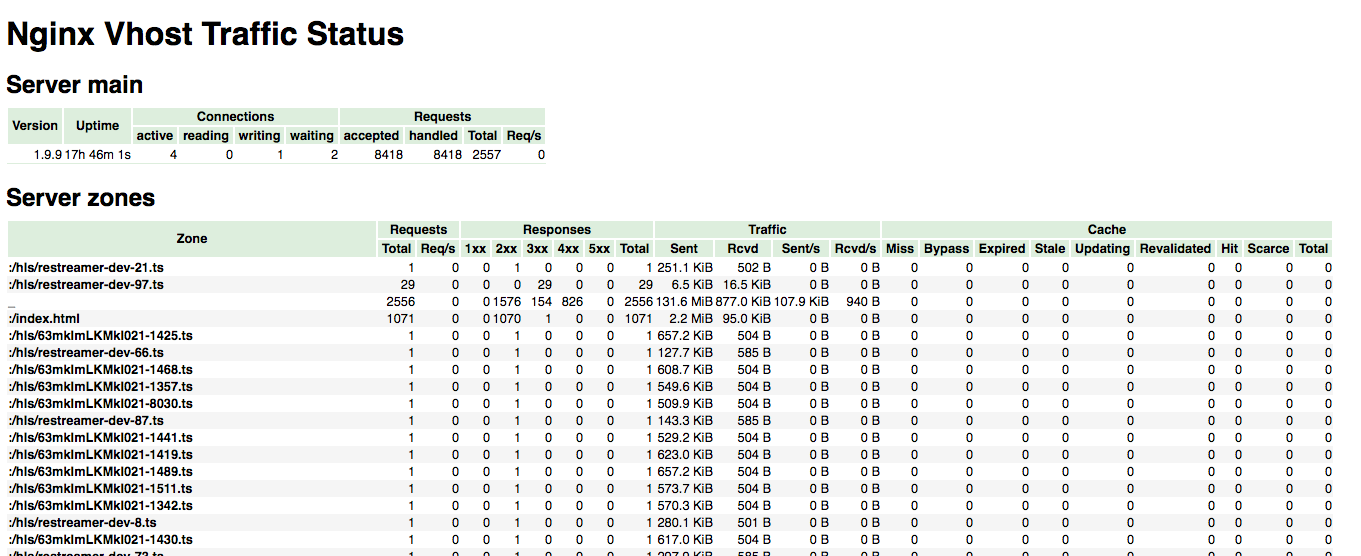 Nginx Vhost Traffic Status
Server main
Version Uptime Connections Requests
active reading writing waiting accepted handled Total Req/s
1.9.9 17h 46m 1s 4 0 1 2 8418 8418 2557 0
Server zones
Zone Requests Responses Traffic Cache
Total Req/s 1xx 2xx 3xx 4xx 5xx Total Sent Rcvd Sent/s Rcvd/s Miss Bypass Expired Stale Updating Revalidated Hit Scarce Total
:/hls/restreamer-dev-21.ts 1 0 0 1 0 0 0 1 251.1 KiB 502 B 0 B 0 B 0 0 0 0 0 0 0 0 0
:/hls/restreamer-dev-97.ts 29 0 0 0 29 0 0 29 6.5 KiB 16.5 KiB 0 B 0 B 0 0 0 0 0 0 0 0 0
_ 2556 0 0 1576 154 826 0 2556 131.6 MiB 877.0 KiB 107.9 KiB 940 B 0 0 0 0 0 0 0 0 0
:/index.html 1071 0 0 1070 1 0 0 1071 2.2 MiB 95.0 KiB 0 B 0 B 0 0 0 0 0 0 0 0 0
:/hls/63mklmLKMkl021-1425.ts 1 0 0 1 0 0 0 1 657.2 KiB 504 B 0 B 0 B 0 0 0 0 0 0 0 0 0
:/hls/restreamer-dev-66.ts 1 0 0 1 0 0 0 1 127.7 KiB 585 B 0 B 0 B 0 0 0 0 0 0 0 0 0
:/hls/63mklmLKMkl021-1468.ts 1 0 0 1 0 0 0 1 608.7 KiB 504 B 0 B 0 B 0 0 0 0 0 0 0 0 0
:/hls/63mklmLKMkl021-1357.ts 1 0 0 1 0 0 0 1 549.6 KiB 504 B 0 B 0 B 0 0 0 0 0 0 0 0 0
:/hls/63mklmLKMkl021-8030.ts 1 0 0 1 0 0 0 1 509.9 KiB 504 B 0 B 0 B 0 0 0 0 0 0 0 0 0
:/hls/restreamer-dev-87.ts 1 0 0 1 0 0 0 1 143.3 KiB 585 B 0 B 0 B 0 0 0 0 0 0 0 0 0
:/hls/63mklmLKMkl021-1441.ts 1 0 0 1 0 0 0 1 529.2 KiB 504 B 0 B 0 B 0 0 0 0 0 0 0 0 0
:/hls/63mklmLKMkl021-1419.ts 1 0 0 1 0 0 0 1 623.0 KiB 504 B 0 B 0 B 0 0 0 0 0 0 0 0 0
:/hls/63mklmLKMkl021-1489.ts 1 0 0 1 0 0 0 1 657.2 KiB 504 B 0 B 0 B 0 0 0 0 0 0 0 0 0
:/hls/63mklmLKMkl021-1511.ts 1 0 0 1 0 0 0 1 573.7 KiB 504 B 0 B 0 B 0 0 0 0 0 0 0 0 0
:/hls/63mklmLKMkl021-1342.ts 1 0 0 1 0 0 0 1 570.3 KiB 504 B 0 B 0 B 0 0 0 0 0 0 0 0 0
:/hls/restreamer-dev-8.ts 1 0 0 1 0 0 0 1 280.1 KiB 501 B 0 B 0 B 0 0 0 0 0 0 0 0 0
:/hls/63mklmLKMkl021-1430.ts 1 0 0 1 0 0 0 1 617.0 KiB 504 B 0 B 0 B 0 0 0 0 0 0 0 0 0